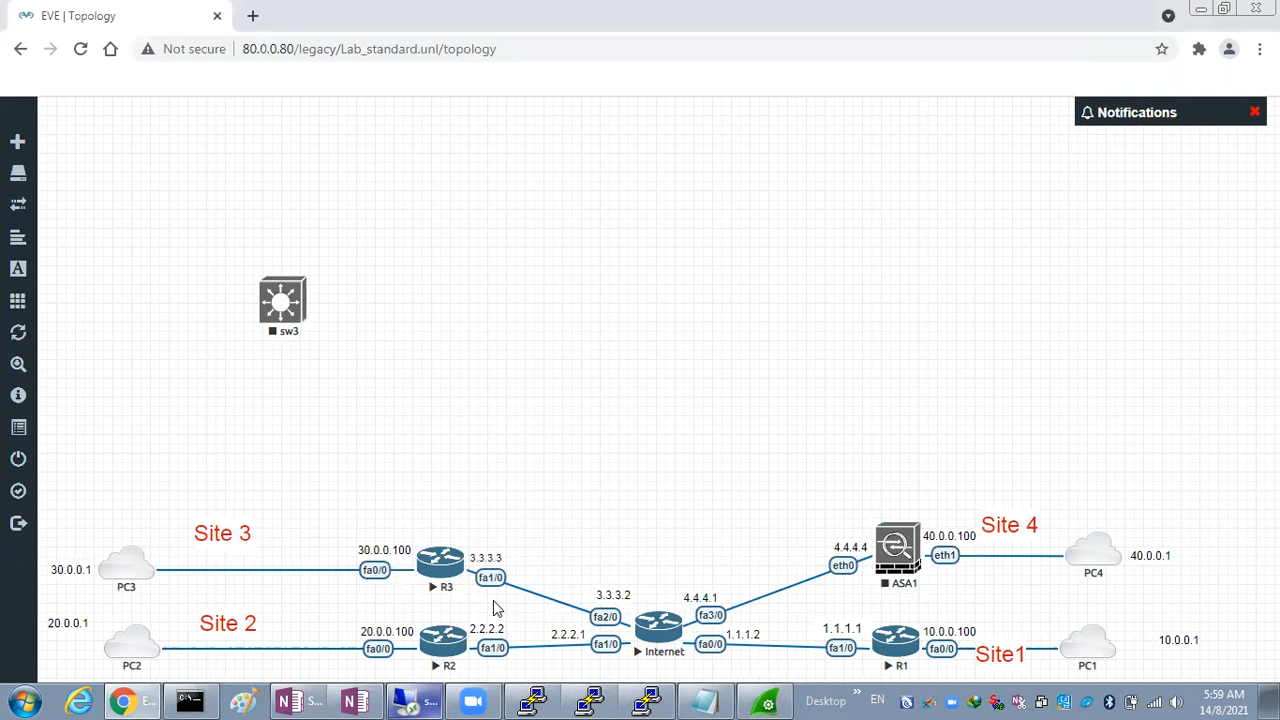 EVE | Topology
Not secure
80.0.0.80/legacy/Lab_standard.unl/topology
Notifications
sw3
Site 3
Site 4
30.0.0.100
3.3.3.3
4.4.4.4
40.0.0.100
30.0.0.1
fa0/0
fa1/0
eth0
eth1
40.0.0.1
PC3
R3
ASA1
PC4
3.3.3.2
4.4.4.1
fa2/0
fa3/0
20.0.0.1
Site 2
20.0.0.100
2.2.2.2
2.2.2.1
1.1.1.2
1.1.1.1
10.0.0.100
10.0.0.1
fa0/0
fa1/0
fa1/0
fa0/0
fa1/0
fa0/0
Site1
PC2
R2
Internet
R1
PC1
E...
S...
s...
Desktop
EN
5:59 AM
14/8/2021